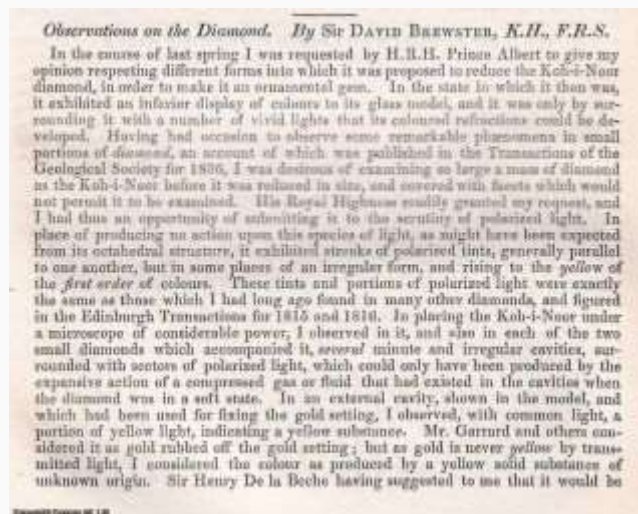 Observations on the Diamond. By Sir DAVID BREWSTER, K.H., F.R.S.
In the course of last spring I was requested by H.R.H. Prince Albert to give my
opinion respecting different forms into which it was proposed to reduce the Koh-i-Noor
diamond, in order to make it an ornamental gem. In the state in which it then was,
it exhibited an inferior display of colours to its glass model, and it was only by sur-
rounding it with a number of vivid lights that its coloured refractions could be de-
veloped. Having had occasion to observe some remarkable phænomena in small
portions of diamond, an account of which was published in the Transactions of the
Geological Society for 1836, I was desirous of examining so large a mass of diamond
as the Koh-i-Noor before it was reduced in size, and covered with facets which would
not permit it to be examined. His Royal Highness readily granted my request, and
I had thus an opportunity of submitting it to the scrutiny of polarized light. In
place of producing no action upon this species of light, as might have been expected
from its octahedral structure, it exhibited streaks of polarized tints, generally parallel
to one another, but in some places of an irregular form, and rising to the yellow of
the first order of colours. These tints and portions of polarized light were exactly
the same as those which I had long ago found in many other diamonds, and figured
in the Edinburgh Transactions for 1815 and 1816. In placing the Koh-i-Noor under
a microscope of considerable power, I observed in it, and also in each of the two
small diamonds which accompanied it, several minute and irregular cavities, sur-
rounded with sectors of polarized light, which could only have been produced by the
expansive action of a compressed gas or fluid that had existed in the cavities when
the diamond was in a soft state. In an external cavity, shown in the model, and
which had been used for fixing the gold setting, I observed, with common light, a
portion of yellow light, indicating a yellow substance. Mr. Garrard and others con-
sidered it as gold rubbed off the gold setting; but as gold is never yellow by trans-
mitted light, I considered the colour as produced by a yellow solid substance of
unknown origin. Sir Henry De la Beche having suggested to me that it would be